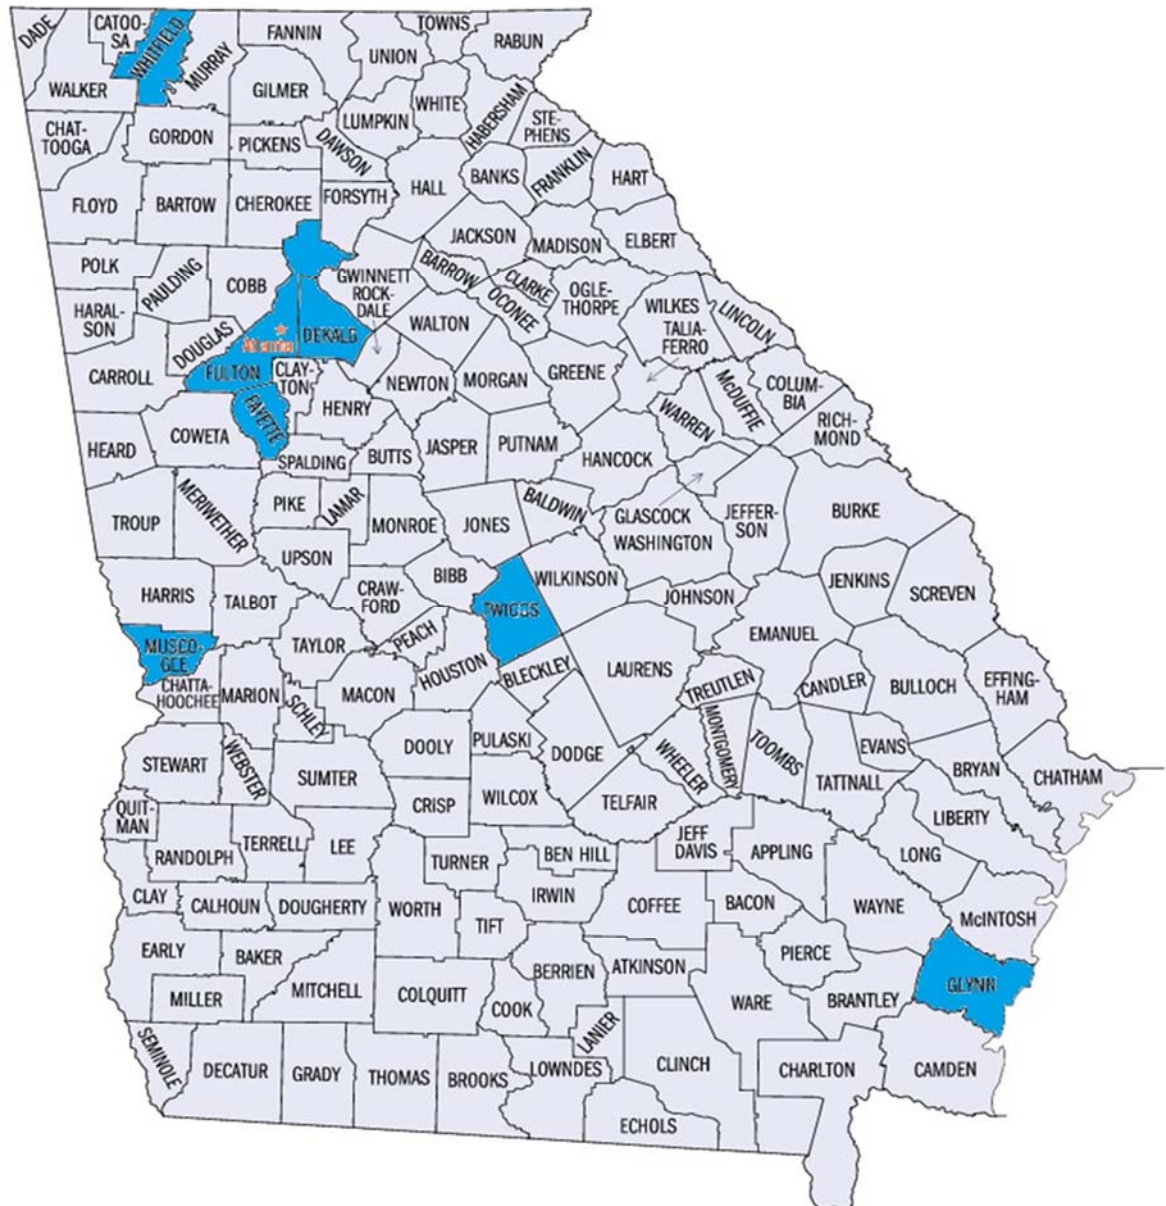 DADE
CATOO-
SA
WHITFIELD
MURRAY
FANNIN
TOWNS
UNION
RABUN
WALKER
GILMER
WHITE
HABERSHAM
LUMPKIN
STE-
PHENS
CHAT-
TOOGA
GORDON
PICKENS
DAWSON
HALL
BANKS
FRANKLIN
HART
FLOYD
BARTOW
CHEROKEE
FORSYTH
JACKSON
MADISON
ELBERT
POLK
PAULDING
COBB
GWINNETT
BARROW
CLARKE
OCONEE
OGLE-
THORPE
WILKES
LINCOLN
HARAL-
SON
ROCK-
DALE
WALTON
TALIA-
FERRO
DOUGLAS
Atlanta
DEKALB
CARROLL
FULTON
CLAY-
TON
NEWTON
MORGAN
GREENE
McDUFFIE
COLUM-
BIA
HEARD
COWETA
FAYETTE
HENRY
WARREN
RICH-
MOND
SPALDING
BUTTS
JASPER
PUTNAM
HANCOCK
TROUP
MERIWETHER
PIKE
LAMAR
MONROE
JONES
BALDWIN
GLASCOCK
WASHINGTON
JEFFER-
SON
BURKE
UPSON
HARRIS
TALBOT
CRAW-
FORD
BIBB
TWIGGS
WILKINSON
JOHNSON
JENKINS
SCREVEN
MUSCO-
GEE
TAYLOR
PEACH
HOUSTON
BLECKLEY
LAURENS
EMANUEL
CHATTA-
HOOCHEE
MARION
SCHLEY
MACON
TREUTLEN
CANDLER
BULLOCH
EFFING-
HAM
STEWART
WEBSTER
SUMTER
DOOLY
PULASKI
DODGE
WHEELER
MONTGOMERY
TOOMBS
TATTNALL
EVANS
BRYAN
CHATHAM
QUIT-
MAN
CRISP
WILCOX
TELFAIR
LIBERTY
RANDOLPH
TERRELL
LEE
TURNER
BEN HILL
JEFF
DAVIS
APPLING
LONG
CLAY
CALHOUN
DOUGHERTY
WORTH
TIFT
IRWIN
COFFEE
BACON
WAYNE
McINTOSH
EARLY
BAKER
MITCHELL
BERRIEN
ATKINSON
PIERCE
MILLER
COLQUITT
COOK
LANIER
WARE
BRANTLEY
GLYNN
SEMINOLE
DECATUR
GRADY
THOMAS
BROOKS
LOWNDES
CLINCH
CHARLTON
CAMDEN
ECHOLS